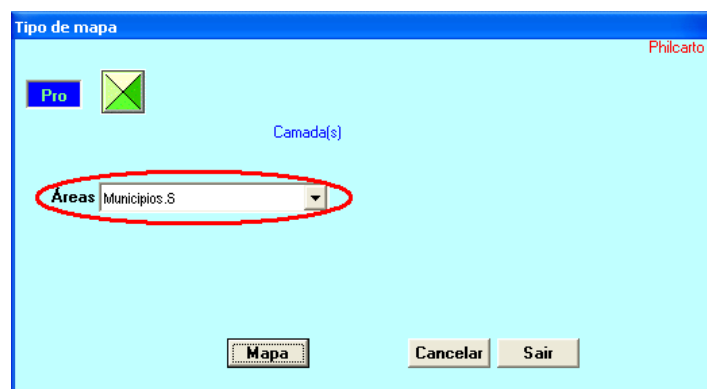 Tipo de mapa
Philcarto
Pro
Camada(s)
Áreas Municipios.S
Mapa Cancelar Sair